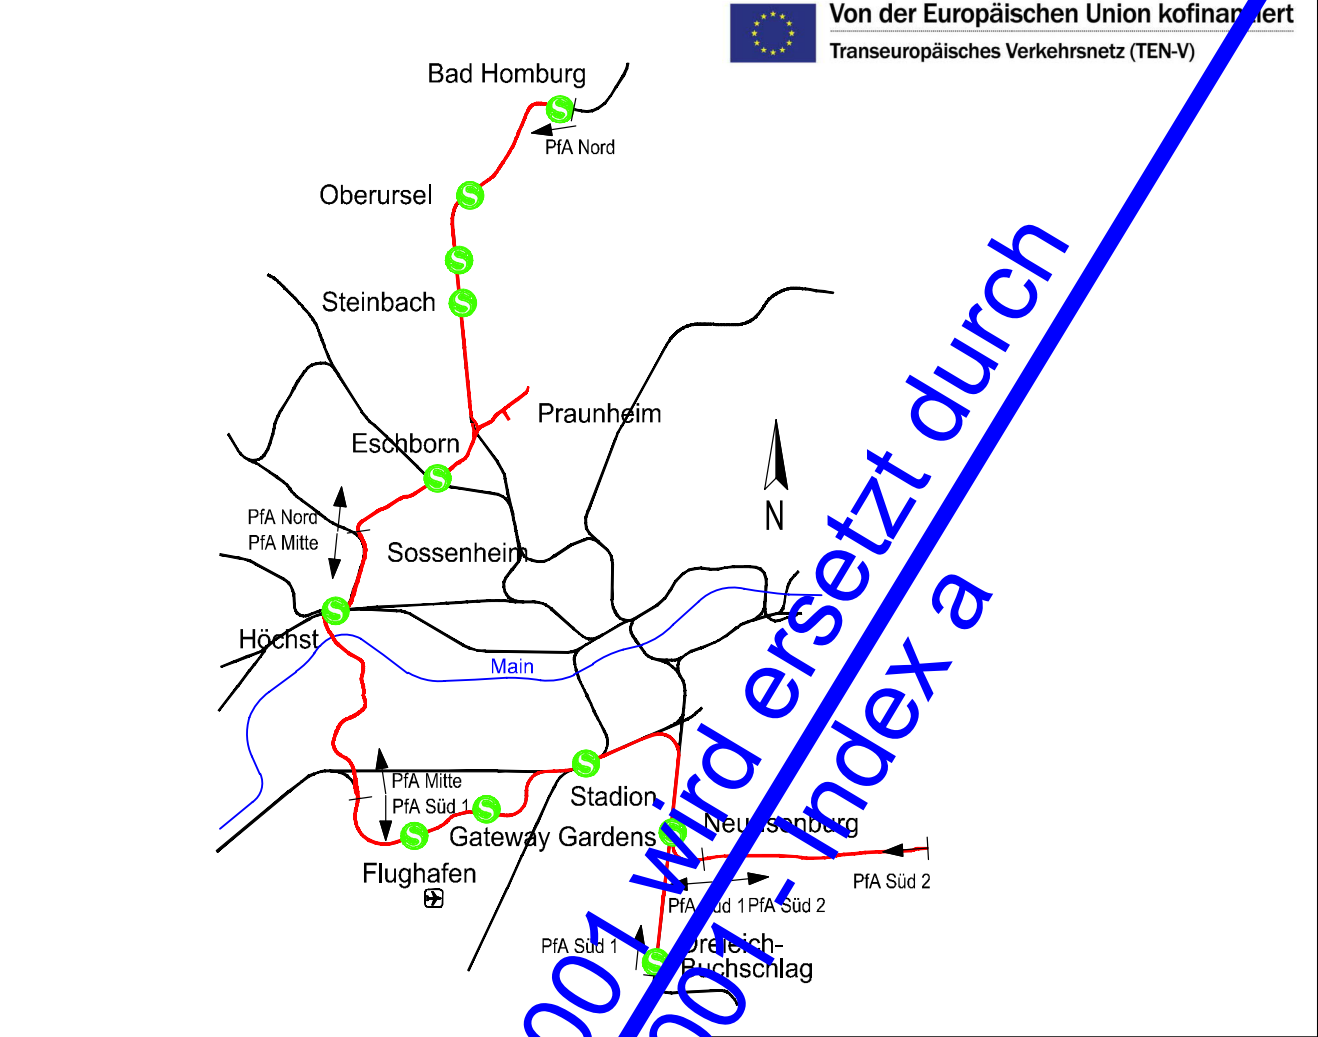 Von der Europäischen Union kofinanziert
Transeuropäisches Verkehrsnetz (TEN-V)
Bad Homburg
S
PfA Nord
Oberursel
S
S
Steinbach
S
Praunheim
Eschborn
S
N
PfA Nord
PfA Mitte
Sossenheim
S
Höchst
Main
PfA Mitte
PfA Süd 1
S
Stadion
S
Gateway Gardens
S
Neu-Isenburg
S
Flughafen
PfA Süd 2
PfA Süd 1
PfA Süd 2
PfA Süd 1
Dreieich-
Buchschlag
S
001 wird ersetzt durch
001 - Index a